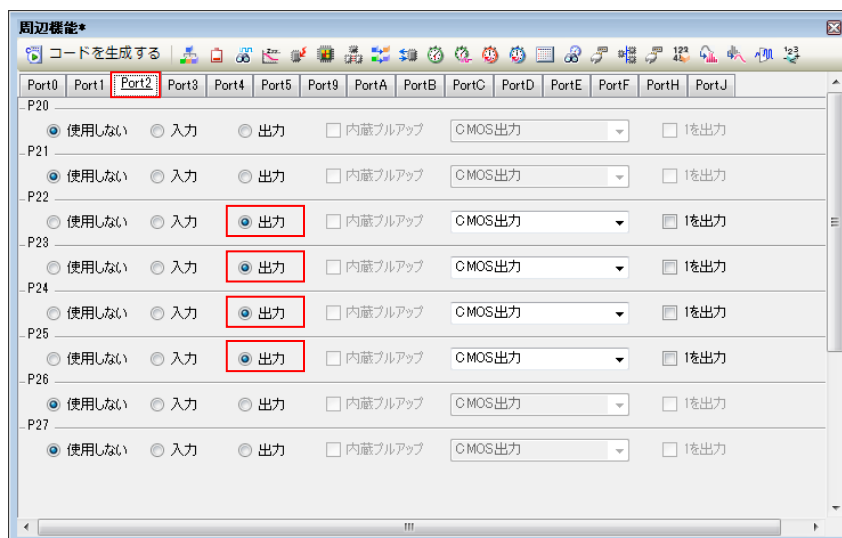 周辺機能*
コードを生成する
Port0 Port1 Port2 Port3 Port4 Port5 Port9 PortA PortB PortC PortD PortE PortF PortH PortJ
P20
使用しない 入力 出力 内蔵プルアップ CMOS出力 1を出力
P21
使用しない 入力 出力 内蔵プルアップ CMOS出力 1を出力
P22
使用しない 入力 出力 内蔵プルアップ CMOS出力 1を出力
P23
使用しない 入力 出力 内蔵プルアップ CMOS出力 1を出力
P24
使用しない 入力 出力 内蔵プルアップ CMOS出力 1を出力
P25
使用しない 入力 出力 内蔵プルアップ CMOS出力 1を出力
P26
使用しない 入力 出力 内蔵プルアップ CMOS出力 1を出力
P27
使用しない 入力 出力 内蔵プルアップ CMOS出力 1を出力